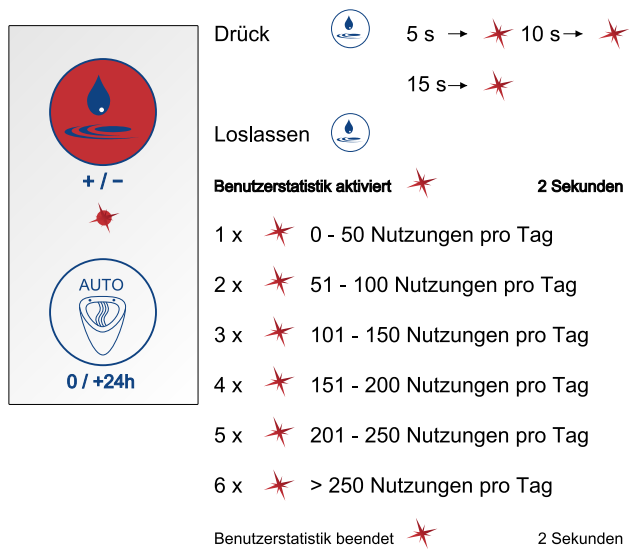 + / −
AUTO
0 / +24h
Drück 5 s → 10 s→
15 s→
Loslassen
Benutzerstatistik aktiviert 2 Sekunden
1 x 0 - 50 Nutzungen pro Tag
2 x 51 - 100 Nutzungen pro Tag
3 x 101 - 150 Nutzungen pro Tag
4 x 151 - 200 Nutzungen pro Tag
5 x 201 - 250 Nutzungen pro Tag
6 x > 250 Nutzungen pro Tag
Benutzerstatistik beendet 2 Sekunden